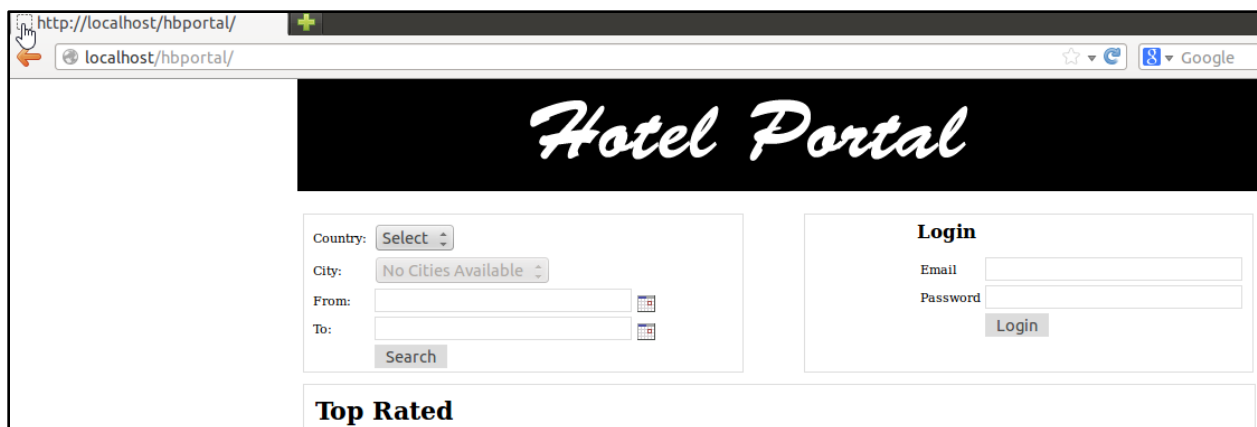 http://localhost/hbportal/
localhost/hbportal/
Google
Hotel Portal
Country: Select
City: No Cities Available
From:
To:
Search
Login
Email
Password
Login
Top Rated